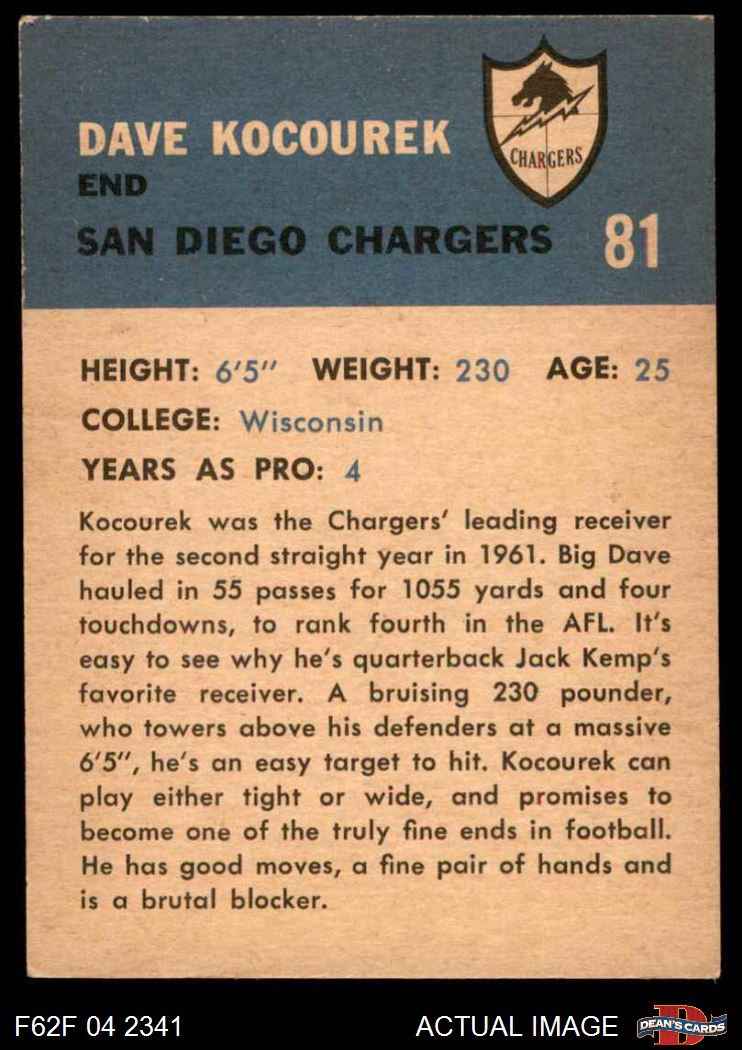 DAVE KOCOUREK
END
SAN DIEGO CHARGERS
81
CHARGERS
HEIGHT: 6'5" WEIGHT: 230 AGE: 25
COLLEGE: Wisconsin
YEARS AS PRO: 4
Kocourek was the Chargers' leading receiver
for the second straight year in 1961. Big Dave
hauled in 55 passes for 1055 yards and four
touchdowns, to rank fourth in the AFL. It's
easy to see why he's quarterback Jack Kemp's
favorite receiver. A bruising 230 pounder,
who towers above his defenders at a massive
6'5", he's an easy target to hit. Kocourek can
play either tight or wide, and promises to
become one of the truly fine ends in football.
He has good moves, a fine pair of hands and
is a brutal blocker.
F62F 04 2341
ACTUAL IMAGE
D
DEAN'S CARDS